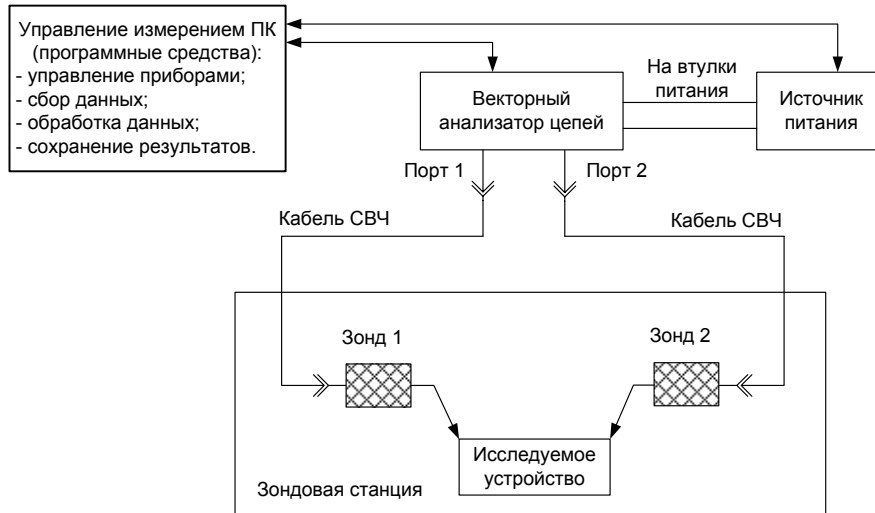 Управление измерением ПК
(программные средства):
- управление приборами;
- сбор данных;
- обработка данных;
- сохранение результатов.
Векторный
анализатор цепей
На втулки
питания
Источник
питания
Порт 1
Порт 2
Кабель СВЧ
Кабель СВЧ
Зонд 1
Зонд 2
Исследуемое
устройство
Зондовая станция